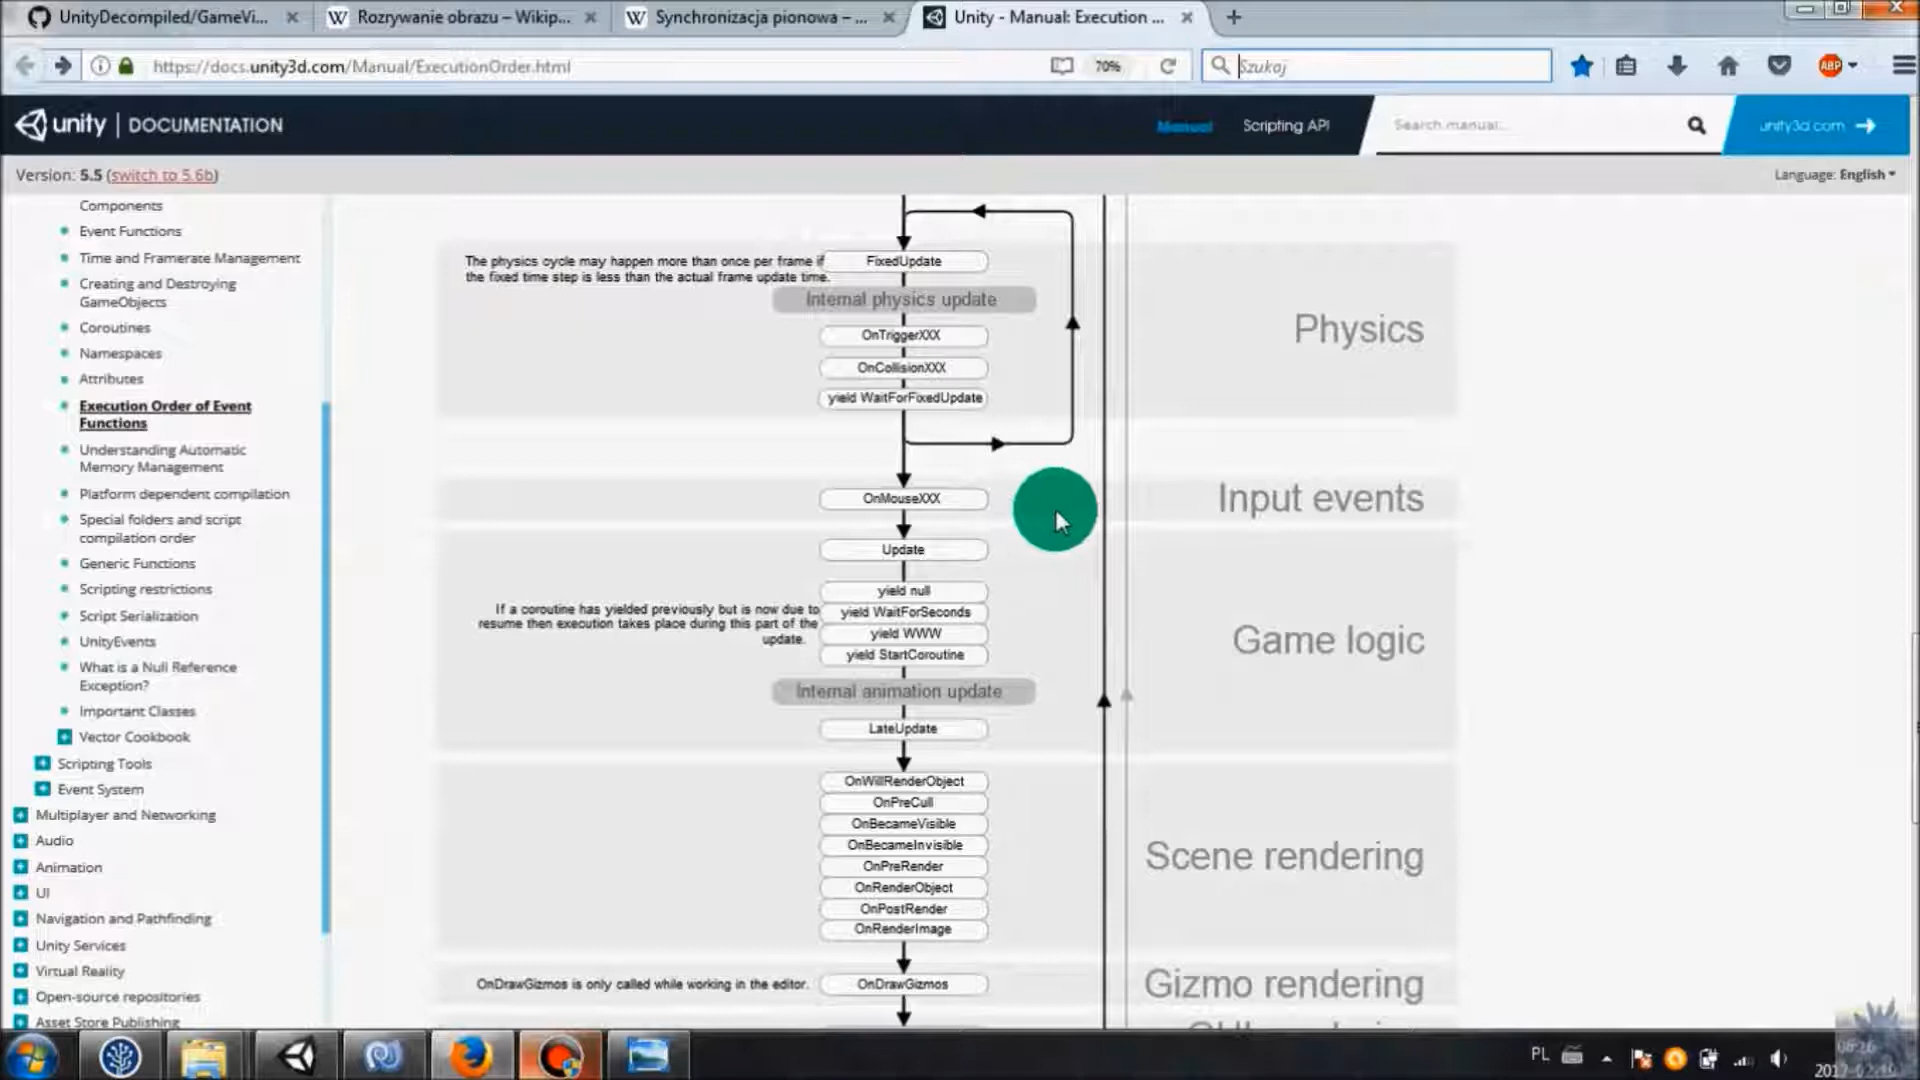 UnityDecompiled/GameVi...
Rozrywanie obrazu – Wikip...
Synchronizacja pionowa – ...
Unity - Manual: Execution ...
https://docs.unity3d.com/Manual/ExecutionOrder.html
70%
Szukaj
ABP
unity | DOCUMENTATION
Manual
Scripting API
Search manual...
unity3d.com
Version: 5.5 (switch to 5.6b)
Language: English
Components
Event Functions
Time and Framerate Management
Creating and Destroying
GameObjects
Coroutines
Namespaces
Attributes
Execution Order of Event
Functions
Understanding Automatic
Memory Management
Platform dependent compilation
Special folders and script
compilation order
Generic Functions
Scripting restrictions
Script Serialization
UnityEvents
What is a Null Reference
Exception?
Important Classes
Vector Cookbook
Scripting Tools
Event System
Multiplayer and Networking
Audio
Animation
UI
Navigation and Pathfinding
Unity Services
Virtual Reality
Open-source repositories
Asset Store Publishing
The physics cycle may happen more than once per frame if
the fixed time step is less than the actual frame update time.
FixedUpdate
Internal physics update
OnTriggerXXX
OnCollisionXXX
yield WaitForFixedUpdate
Physics
OnMouseXXX
Input events
Update
yield null
If a coroutine has yielded previously but is now due to
resume then execution takes place during this part of the
update.
yield WaitForSeconds
yield WWW
yield StartCoroutine
Internal animation update
LateUpdate
Game logic
OnWillRenderObject
OnPreCull
OnBecameVisible
OnBecameInvisible
OnPreRender
OnRenderObject
OnPostRender
OnRenderImage
Scene rendering
OnDrawGizmos is only called while working in the editor.
OnDrawGizmos
Gizmo rendering
PL